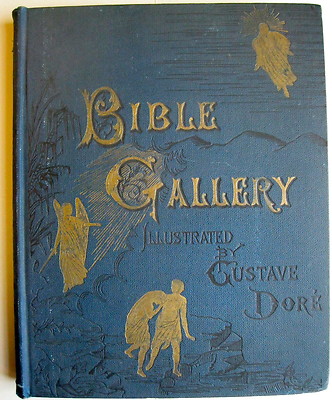 BIBLE
GALLERY
ILLUSTRATED
BY
GUSTAVE
DORÉ